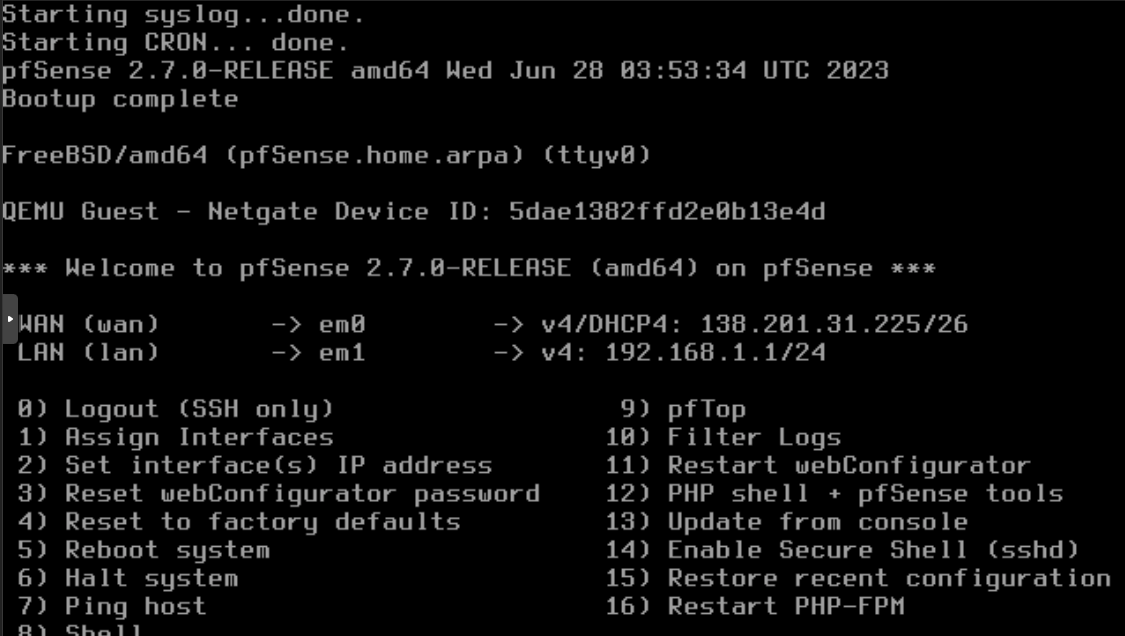 Starting syslog...done.
Starting CRON... done.
pfSense 2.7.0-RELEASE amd64 Wed Jun 28 03:53:34 UTC 2023
Bootup complete
FreeBSD/amd64 (pfSense.home.arpa) (ttyv0)
QEMU Guest - Netgate Device ID: 5dae1382ffd2e0b13e4d
*** Welcome to pfSense 2.7.0-RELEASE (amd64) on pfSense ***
WAN (wan) -> em0 -> v4/DHCP4: 138.201.31.225/26
LAN (lan) -> em1 -> v4: 192.168.1.1/24
0) Logout (SSH only) 9) pfTop
1) Assign Interfaces 10) Filter Logs
2) Set interface(s) IP address 11) Restart webConfigurator
3) Reset webConfigurator password 12) PHP shell + pfSense tools
4) Reset to factory defaults 13) Update from console
5) Reboot system 14) Enable Secure Shell (sshd)
6) Halt system 15) Restore recent configuration
7) Ping host 16) Restart PHP-FPM
8) Shell